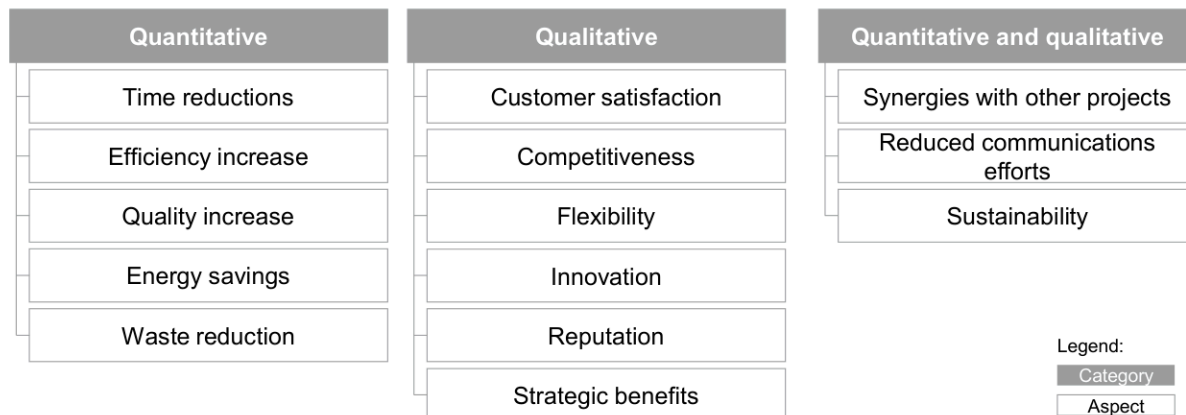 Quantitative
Time reductions
Efficiency increase
Quality increase
Energy savings
Waste reduction
Qualitative
Customer satisfaction
Competitiveness
Flexibility
Innovation
Reputation
Strategic benefits
Quantitative and qualitative
Synergies with other projects
Reduced communications
efforts
Sustainability
Legend:
Category
Aspect